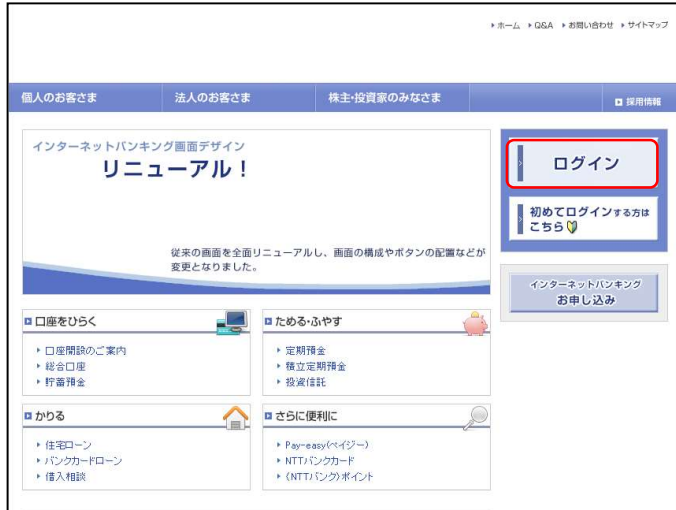 ホーム Q&A お問い合わせ サイトマップ
個人のお客さま 法人のお客さま 株主・投資家のみなさま 採用情報
インターネットバンキング画面デザイン
リニューアル!
従来の画面を全面リニューアルし、画面の構成やボタンの配置などが
変更となりました。
ログイン
初めてログインする方は
こちら
インターネットバンキング
お申し込み
口座をひらく
口座開設のご案内
総合口座
貯蓄預金
ためる・ふやす
定期預金
積立定期預金
投資信託
かりる
住宅ローン
バンクカードローン
借入相談
さらに便利に
Pay-easy(ペイジー)
NTTバンクカード
〈NTTバンク〉ポイント